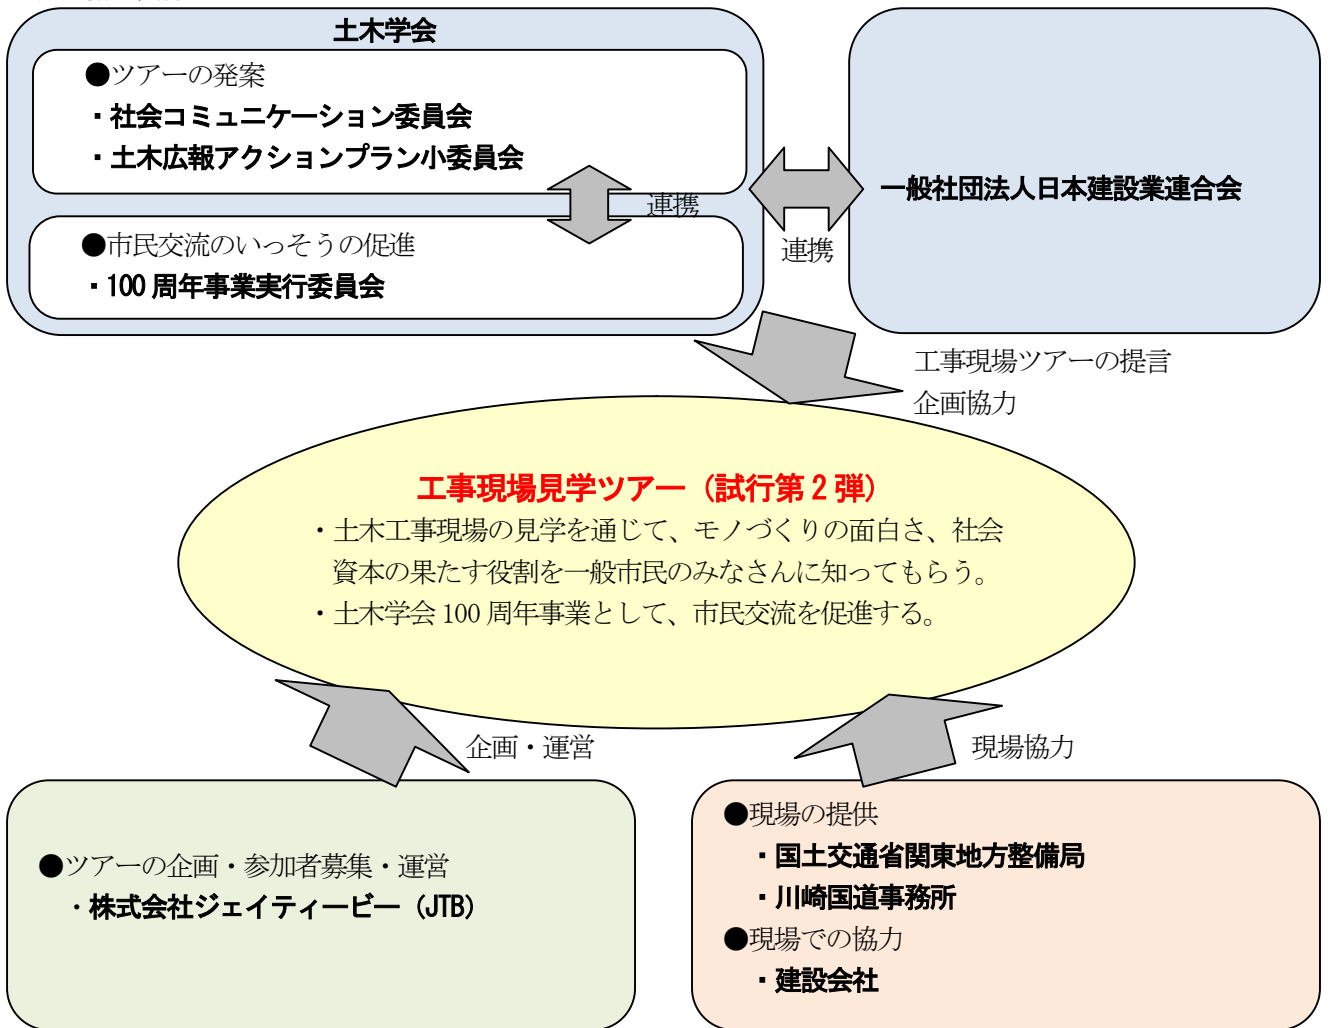 土木学会
●ツアーの発案
・社会コミュニケーション委員会
・土木広報アクションプラン小委員会
連携
●市民交流のいっそうの促進
・100周年事業実行委員会
連携
一般社団法人日本建設業連合会
工事現場ツアーの提言
企画協力
工事現場見学ツアー（試行第2弾）
・土木工事現場の見学を通じて、モノづくりの面白さ、社会
資本の果たす役割を一般市民のみなさんに知ってもらう。
・土木学会100周年事業として、市民交流を促進する。
企画・運営
現場協力
●ツアーの企画・参加者募集・運営
・株式会社ジェイティービー（JTB）
●現場の提供
・国土交通省関東地方整備局
・川崎国道事務所
●現場での協力
・建設会社